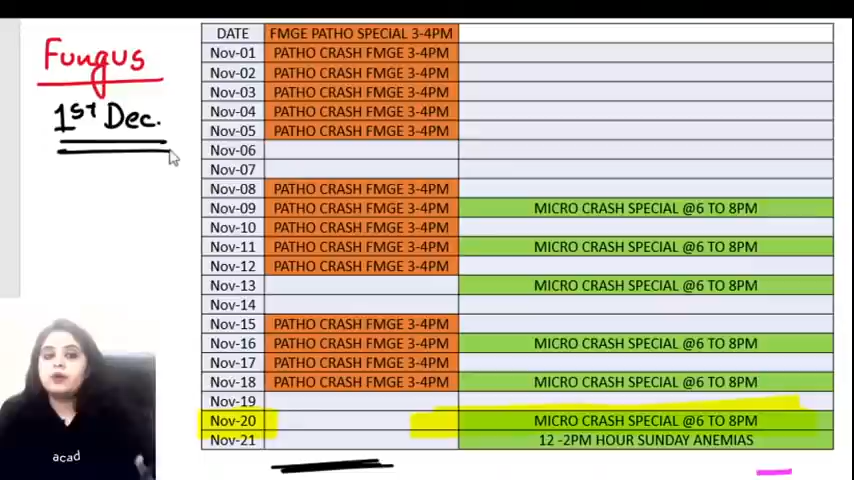 Fungus
1st Dec.
DATE FMGE PATHO SPECIAL 3-4PM
Nov-01 PATHO CRASH FMGE 3-4PM
Nov-02 PATHO CRASH FMGE 3-4PM
Nov-03 PATHO CRASH FMGE 3-4PM
Nov-04 PATHO CRASH FMGE 3-4PM
Nov-05 PATHO CRASH FMGE 3-4PM
Nov-06
Nov-07
Nov-08 PATHO CRASH FMGE 3-4PM
Nov-09 PATHO CRASH FMGE 3-4PM MICRO CRASH SPECIAL @6 TO 8PM
Nov-10 PATHO CRASH FMGE 3-4PM
Nov-11 PATHO CRASH FMGE 3-4PM MICRO CRASH SPECIAL @6 TO 8PM
Nov-12 PATHO CRASH FMGE 3-4PM
Nov-13 MICRO CRASH SPECIAL @6 TO 8PM
Nov-14
Nov-15 PATHO CRASH FMGE 3-4PM
Nov-16 PATHO CRASH FMGE 3-4PM MICRO CRASH SPECIAL @6 TO 8PM
Nov-17 PATHO CRASH FMGE 3-4PM
Nov-18 PATHO CRASH FMGE 3-4PM MICRO CRASH SPECIAL @6 TO 8PM
Nov-19
Nov-20 MICRO CRASH SPECIAL @6 TO 8PM
Nov-21 12 -2PM HOUR SUNDAY ANEMIAS
acad